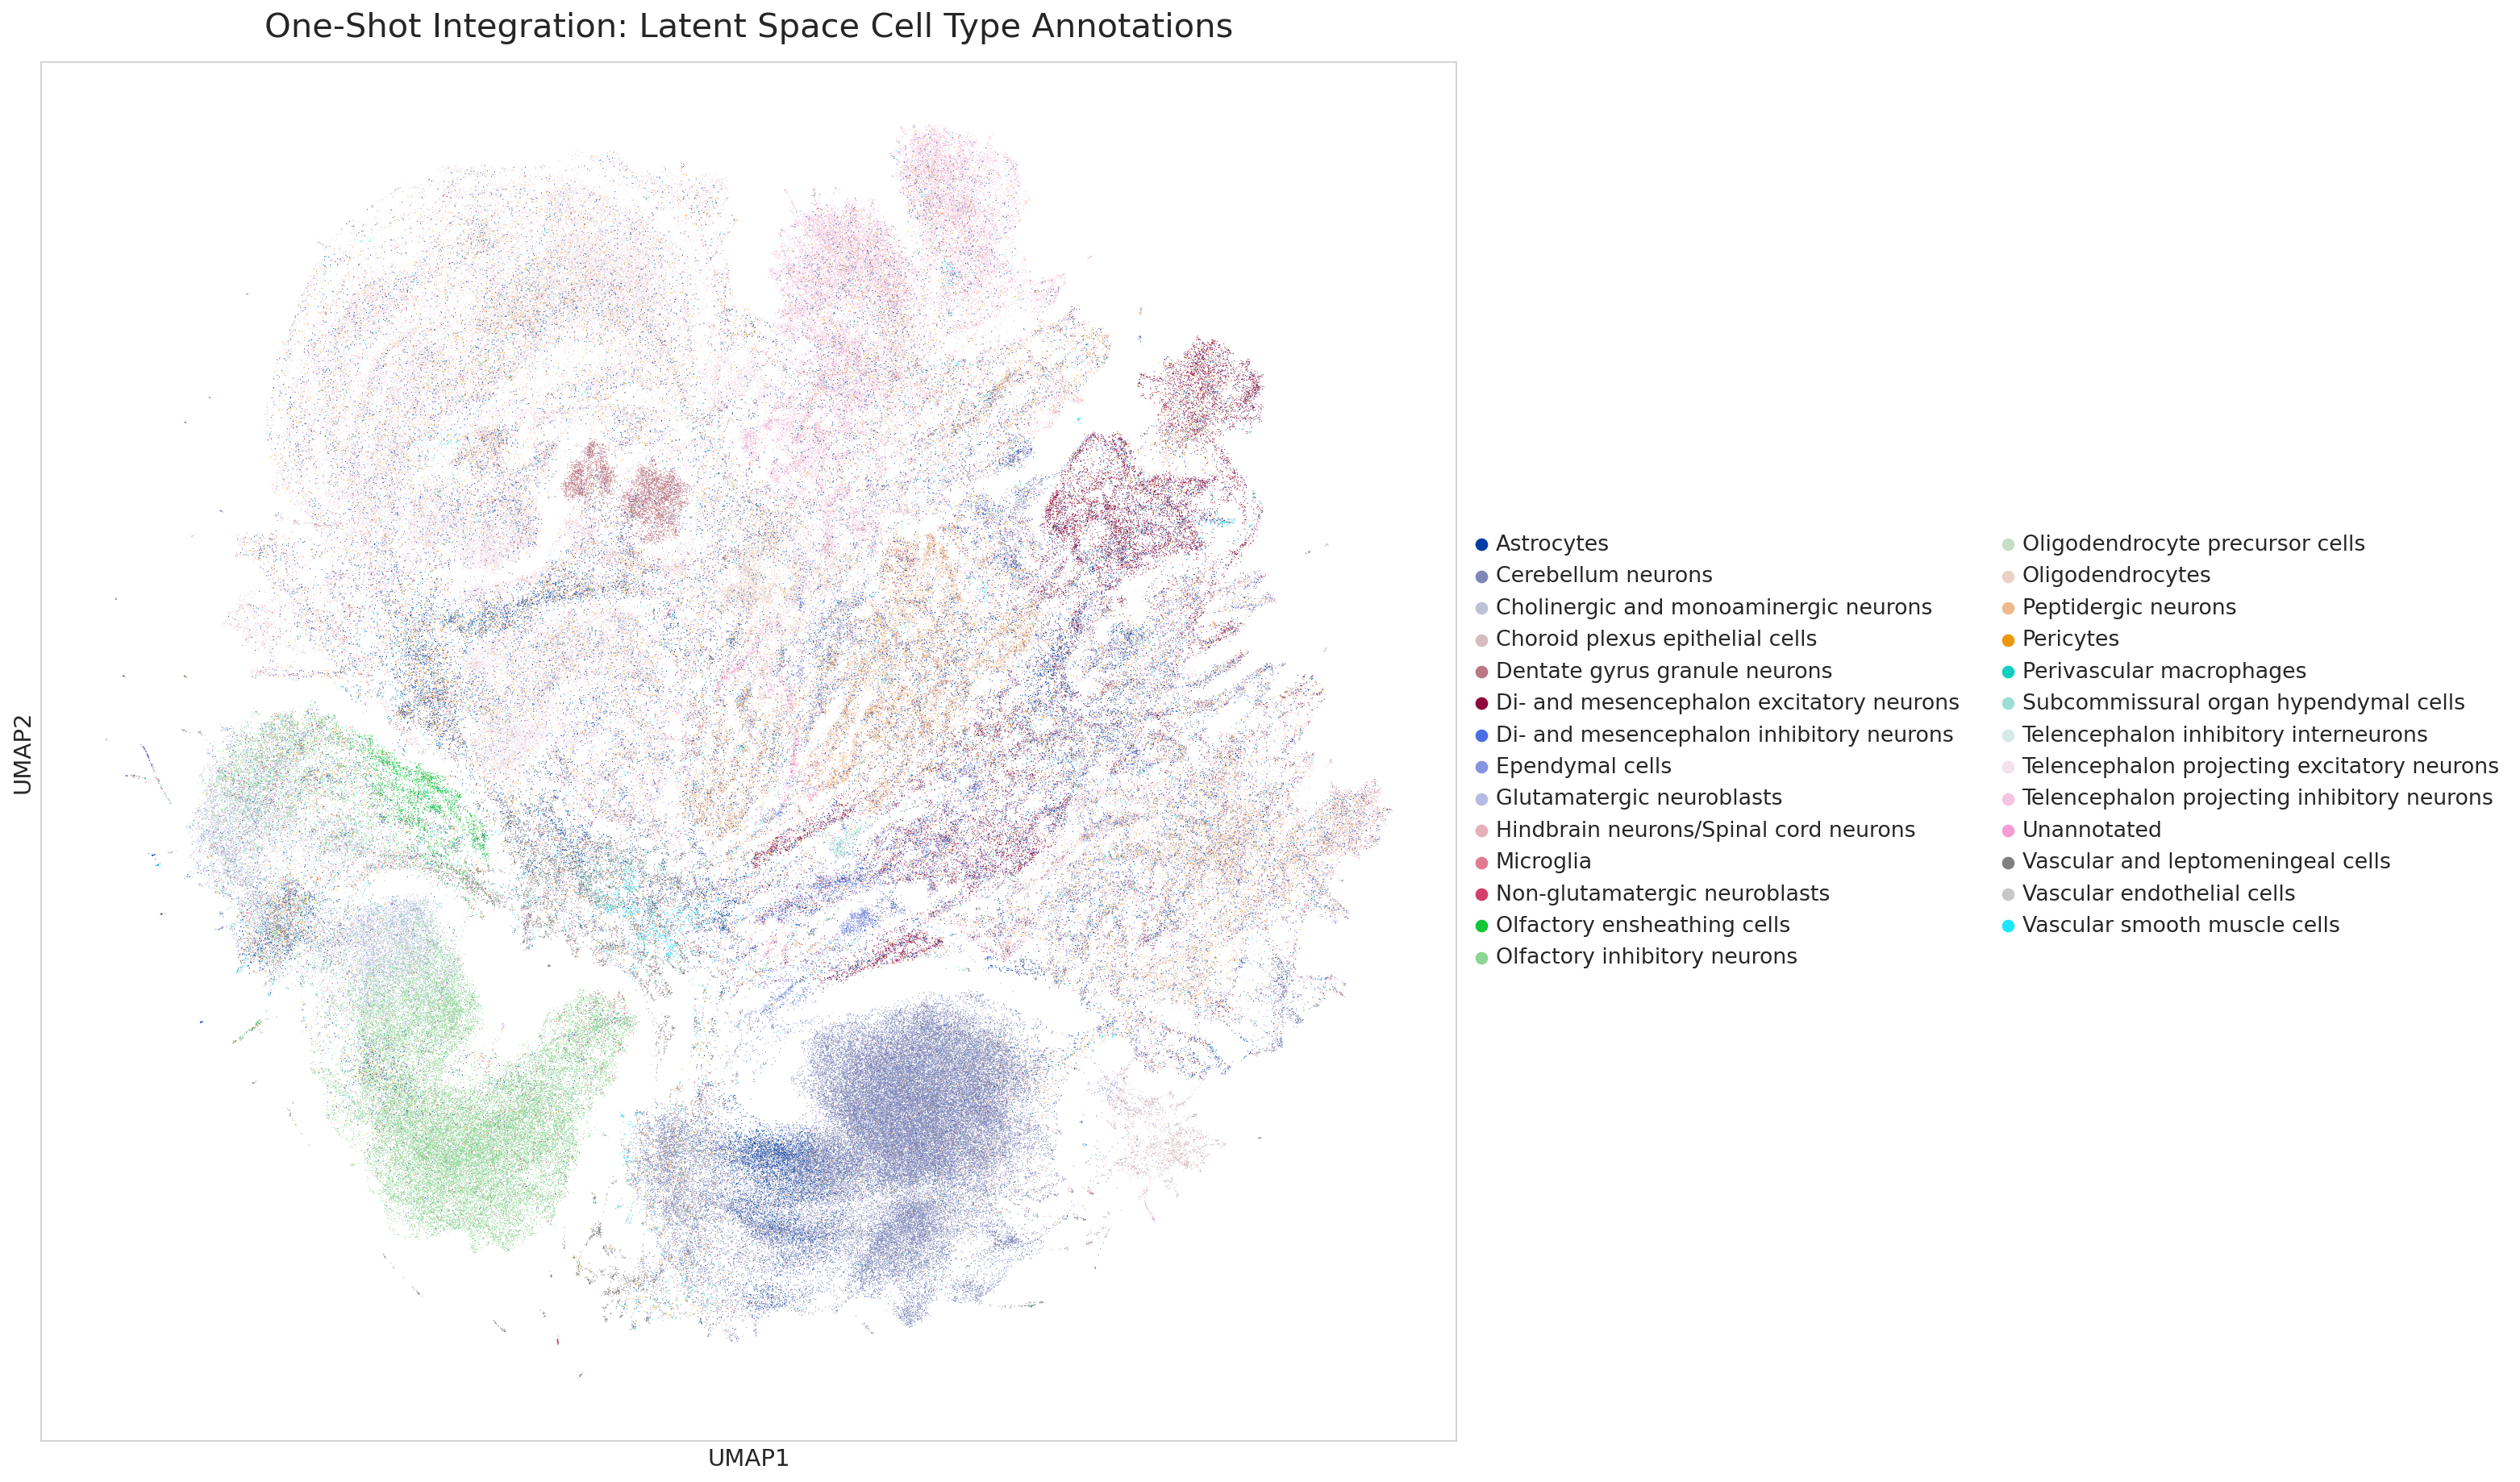 One-Shot Integration: Latent Space Cell Type Annotations
UMAP2
UMAP1
Astrocytes
Cerebellum neurons
Cholinergic and monoaminergic neurons
Choroid plexus epithelial cells
Dentate gyrus granule neurons
Di- and mesencephalon excitatory neurons
Di- and mesencephalon inhibitory neurons
Ependymal cells
Glutamatergic neuroblasts
Hindbrain neurons/Spinal cord neurons
Microglia
Non-glutamatergic neuroblasts
Olfactory ensheathing cells
Olfactory inhibitory neurons
Oligodendrocyte precursor cells
Oligodendrocytes
Peptidergic neurons
Pericytes
Perivascular macrophages
Subcommissural organ hypendymal cells
Telencephalon inhibitory interneurons
Telencephalon projecting excitatory neurons
Telencephalon projecting inhibitory neurons
Unannotated
Vascular and leptomeningeal cells
Vascular endothelial cells
Vascular smooth muscle cells